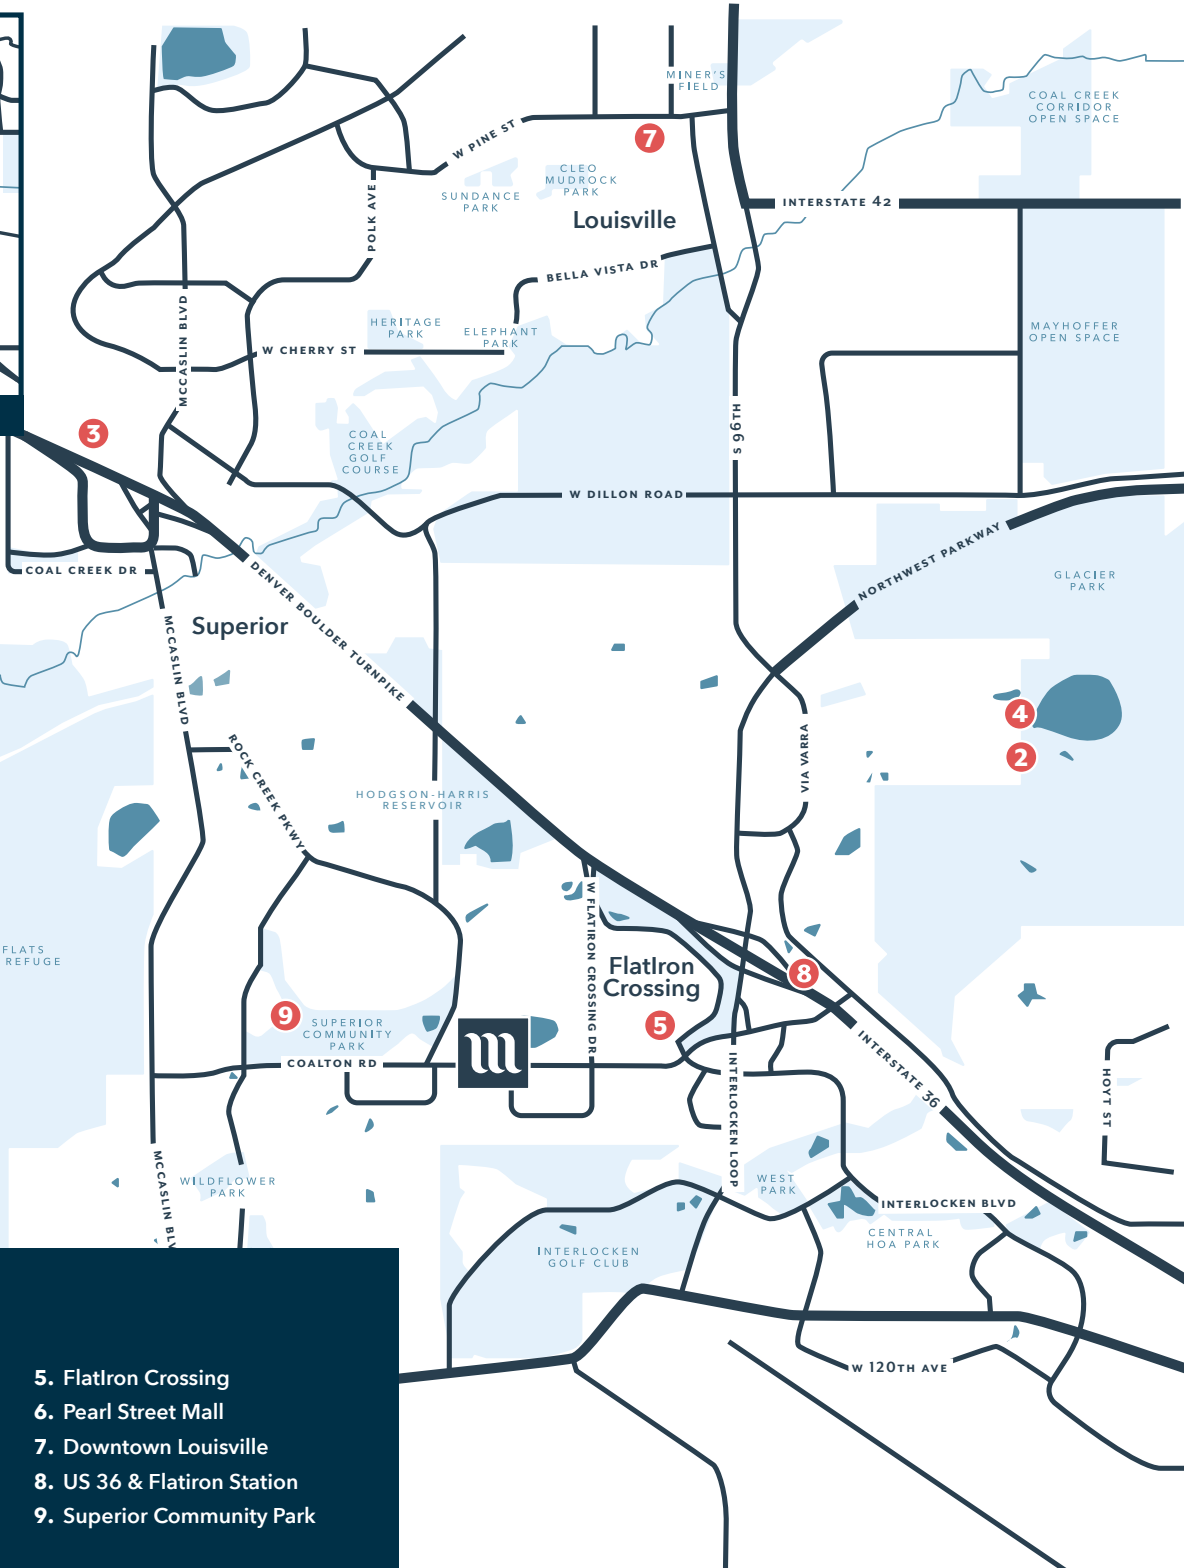 MINER'S
FIELD
COAL CREEK
CORRIDOR
OPEN SPACE
W PINE ST
7
CLEO
MUDROCK
PARK
SUNDANCE
PARK
POLK AVE
INTERSTATE 42
Louisville
BELLA VISTA DR
MCCASLIN BLVD
HERITAGE
PARK
ELEPHANT
PARK
W CHERRY ST
MAYHOFFER
OPEN SPACE
3
COAL
CREEK
GOLF
COURSE
S 96TH
W DILLON ROAD
NORTHWEST PARKWAY
COAL CREEK DR
GLACIER
PARK
DENVER BOULDER TURNPIKE
Superior
MCCASLIN BLVD
4
2
ROCK CREEK PKWY
VIA VARRA
HODGSON-HARRIS
RESERVOIR
W FLATIRON CROSSING DR
FLATS
REFUGE
FlatIron
Crossing
8
9
5
SUPERIOR
COMMUNITY
PARK
COALTON RD
m
INTERLOCKEN LOOP
INTERSTATE 36
HOYT ST
MCCASLIN BLV
WILDFLOWER
PARK
WEST
PARK
INTERLOCKEN BLVD
CENTRAL
HOA PARK
INTERLOCKEN
GOLF CLUB
W 120TH AVE
5. FlatIron Crossing
6. Pearl Street Mall
7. Downtown Louisville
8. US 36 & Flatiron Station
9. Superior Community Park